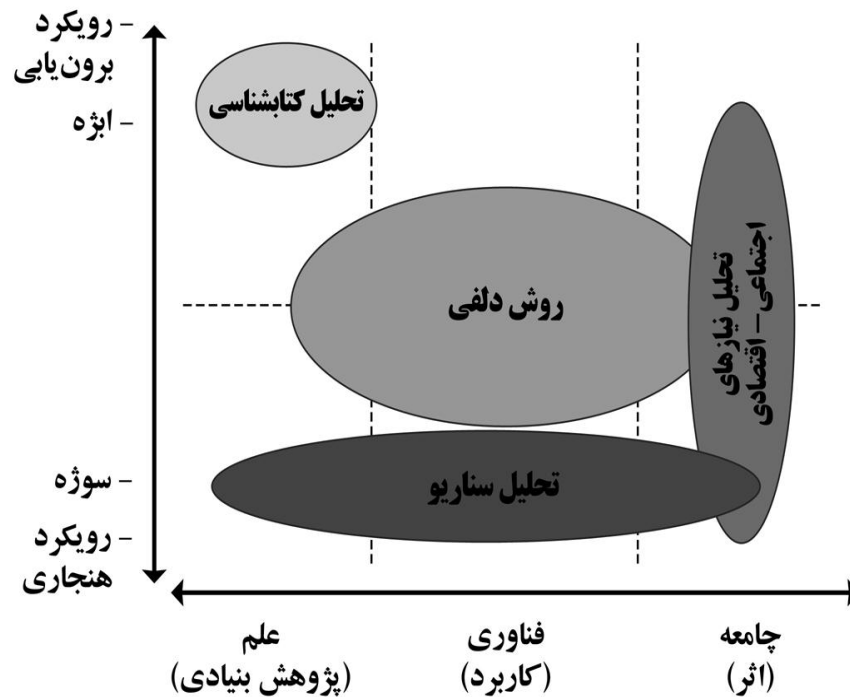 رویکرد –
برون‌یابی
ابژه –
تحلیل کتابشناسی
روش دلفی
تحلیل نیازهای
اجتماعی – اقتصادی
سوژه –
رویکرد –
هنجاری
تحلیل سناریو
علم
(پژوهش بنیادی)
فناوری
(کاربرد)
جامعه
(اثر)